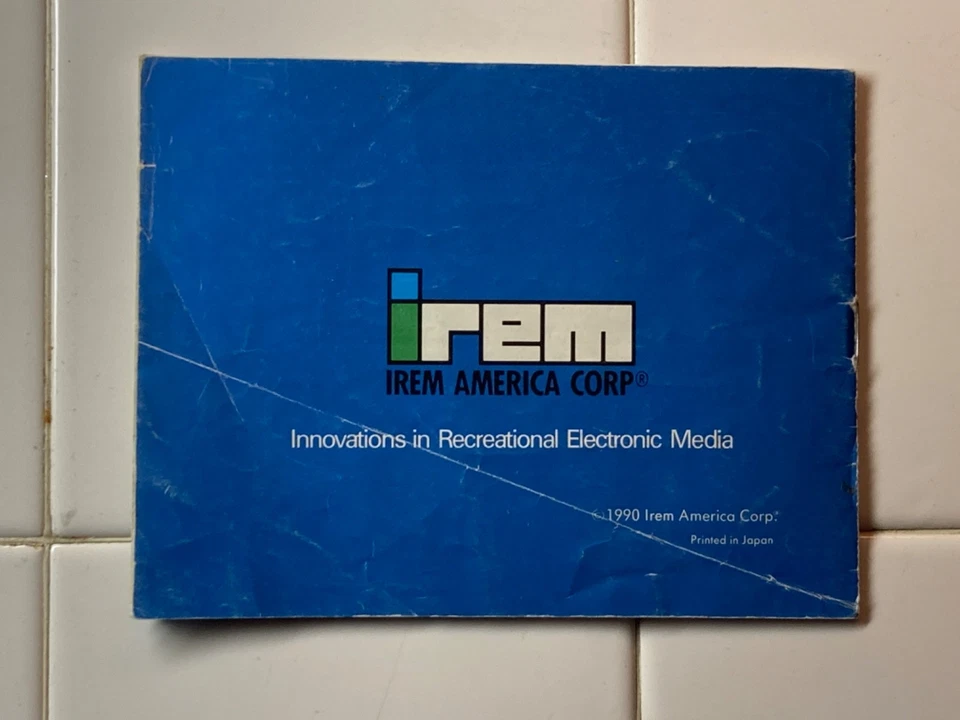 irem
IREM AMERICA CORP®
Innovations in Recreational Electronic Media
©1990 Irem America Corp.
Printed in Japan